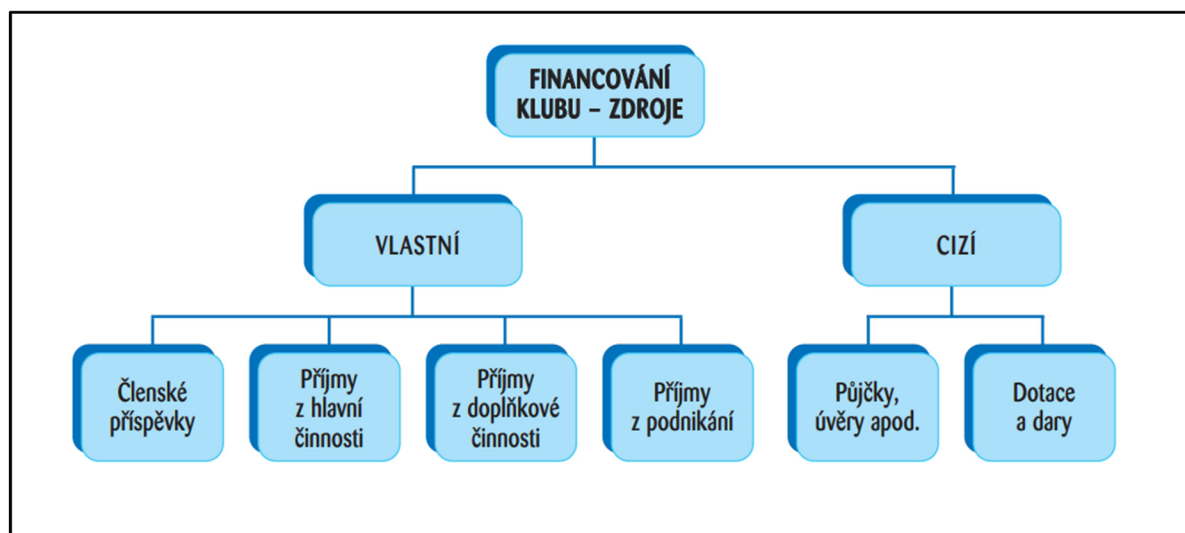 FINANCOVÁNÍ
KLUBU – ZDROJE
VLASTNÍ
CIZÍ
Členské
příspěvky
Příjmy
z hlavní
činnosti
Příjmy
z doplňkové
činnosti
Příjmy
z podnikání
Půjčky,
úvěry apod.
Dotace
a dary